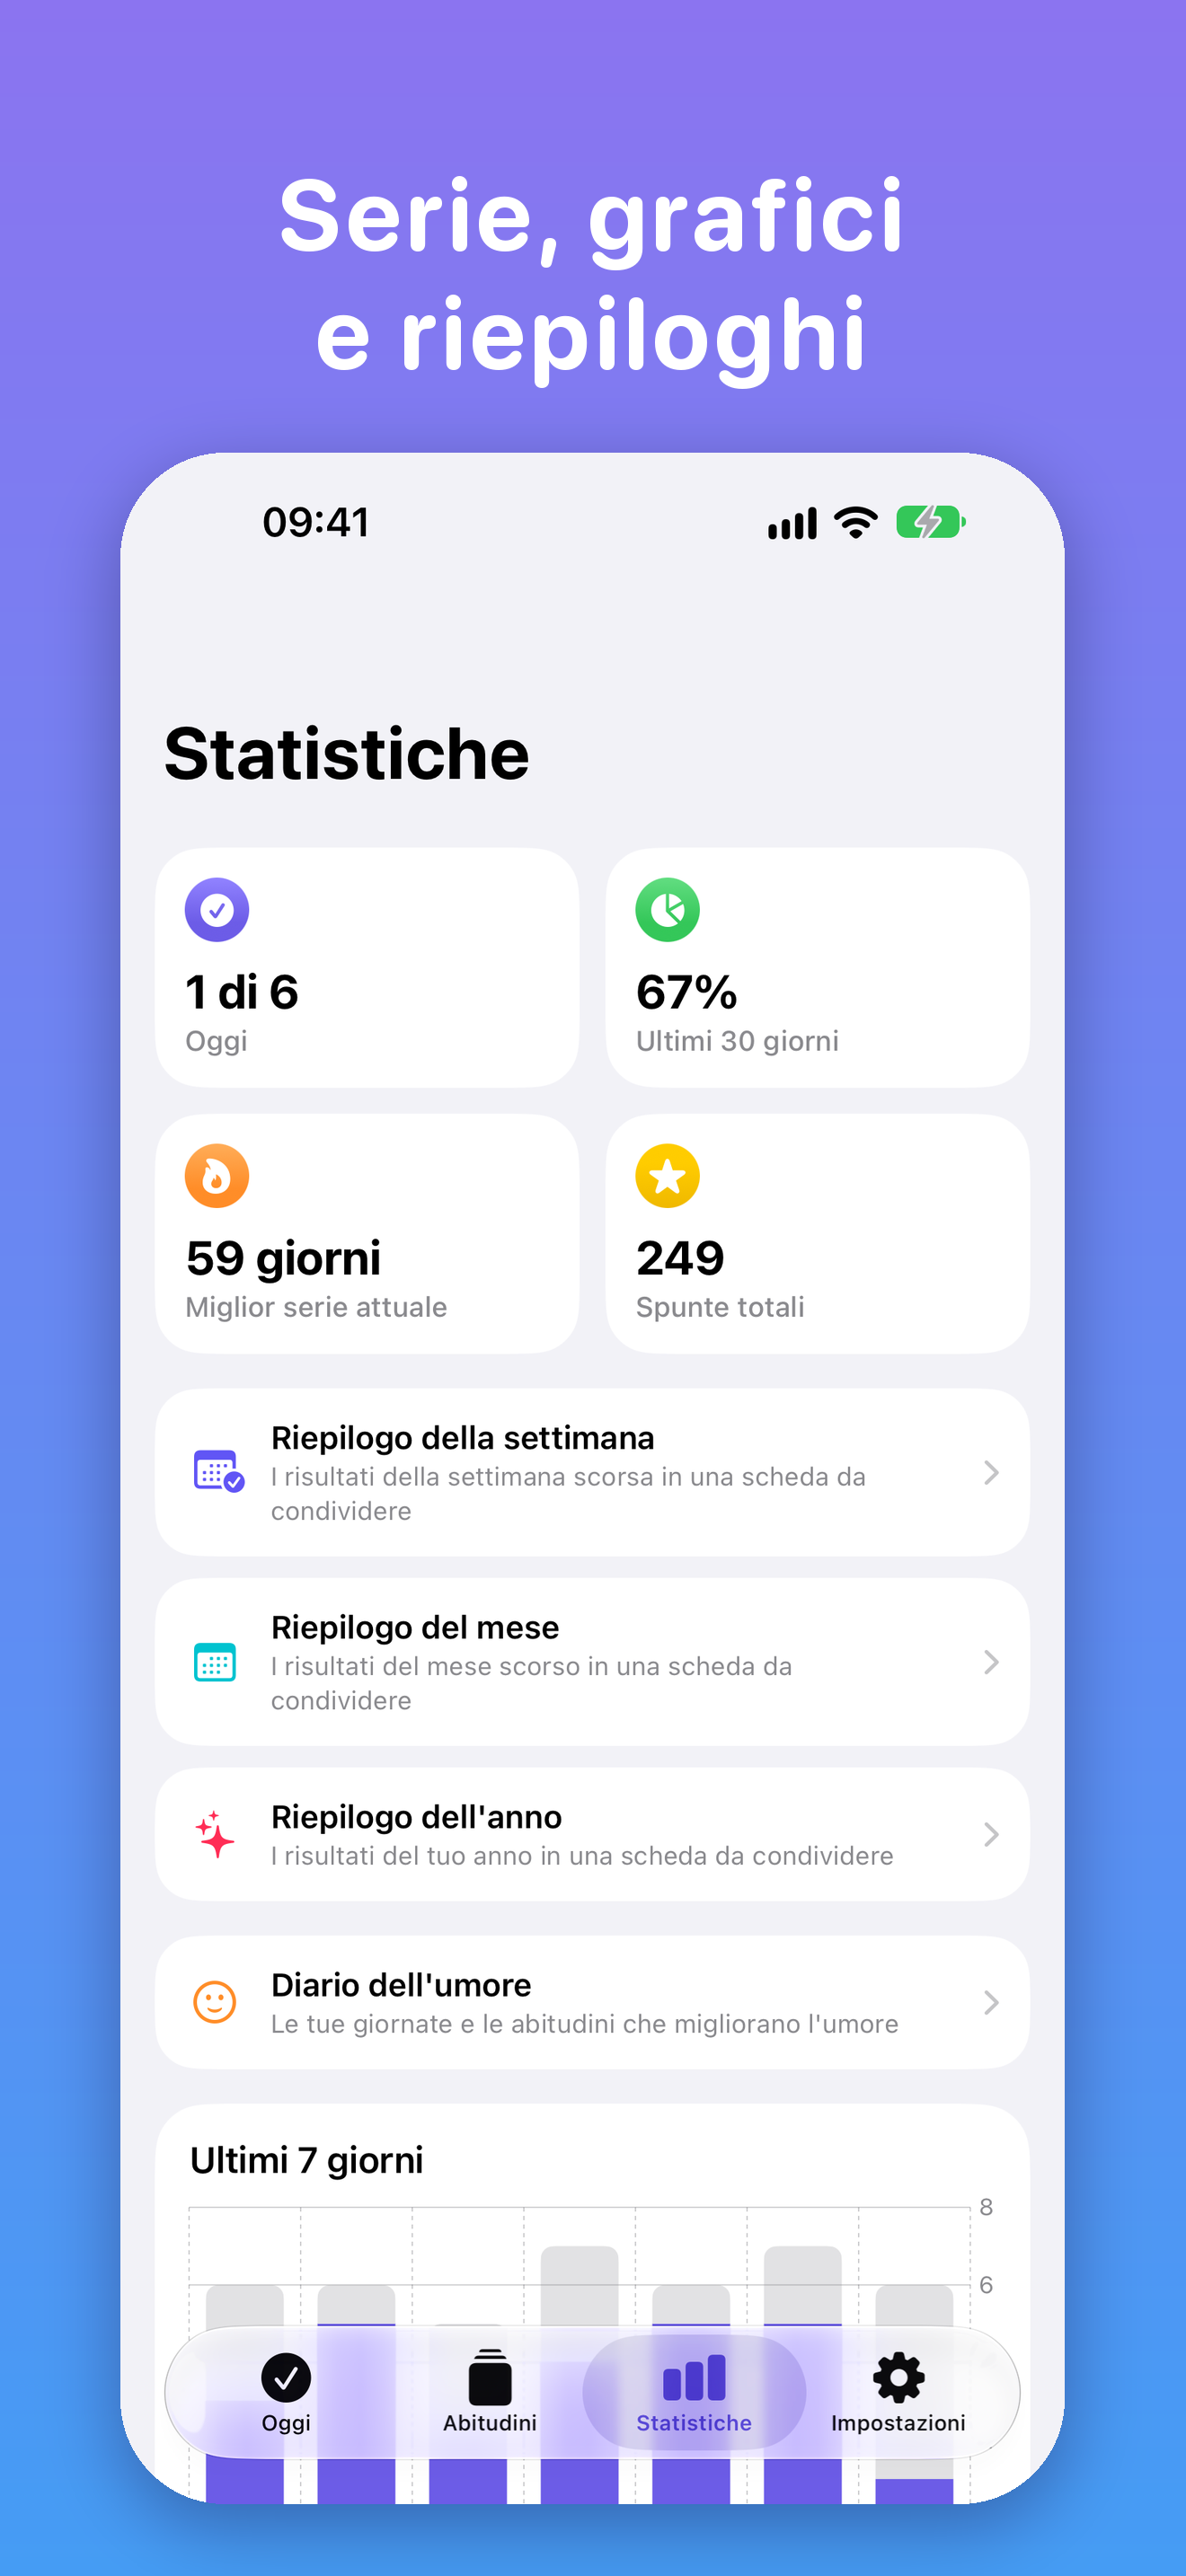 Serie, grafici
e riepiloghi
09:41
Statistiche
1 di 6
Oggi
67%
Ultimi 30 giorni
59 giorni
Miglior serie attuale
249
Spunte totali
Riepilogo della settimana
I risultati della settimana scorsa in una scheda da
condividere
Riepilogo del mese
I risultati del mese scorso in una scheda da
condividere
Riepilogo dell'anno
I risultati del tuo anno in una scheda da condividere
Diario dell'umore
Le tue giornate e le abitudini che migliorano l'umore
Ultimi 7 giorni
8
6
Oggi
Abitudini
Statistiche
Impostazioni